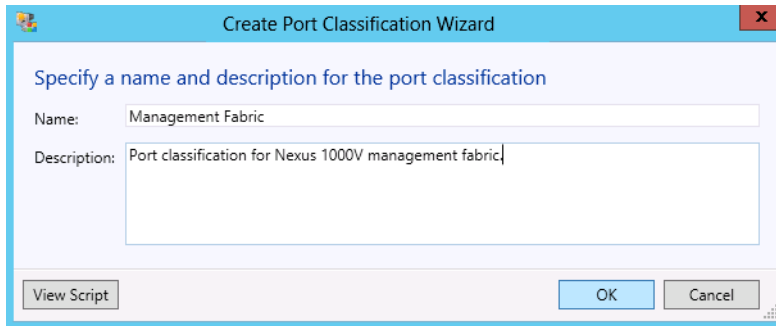 Create Port Classification Wizard
x
Specify a name and description for the port classification
Name: Management Fabric
Description: Port classification for Nexus 1000V management fabric.
View Script OK Cancel